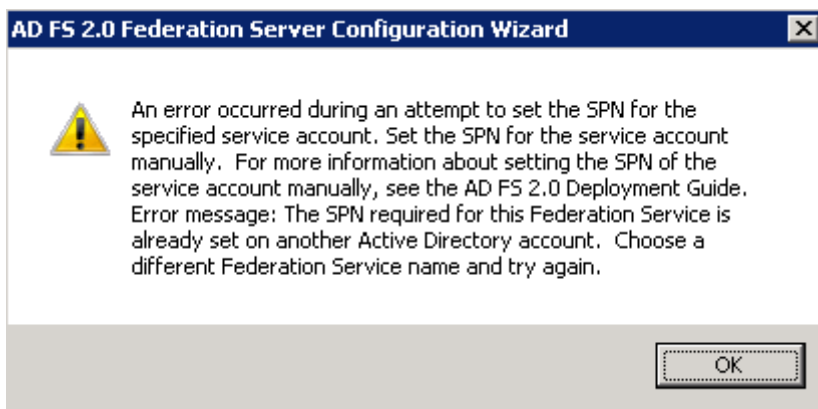 AD FS 2.0 Federation Server Configuration Wizard
An error occurred during an attempt to set the SPN for the
specified service account. Set the SPN for the service account
manually.  For more information about setting the SPN of the
service account manually, see the AD FS 2.0 Deployment Guide.
Error message: The SPN required for this Federation Service is
already set on another Active Directory account.  Choose a
different Federation Service name and try again.
OK